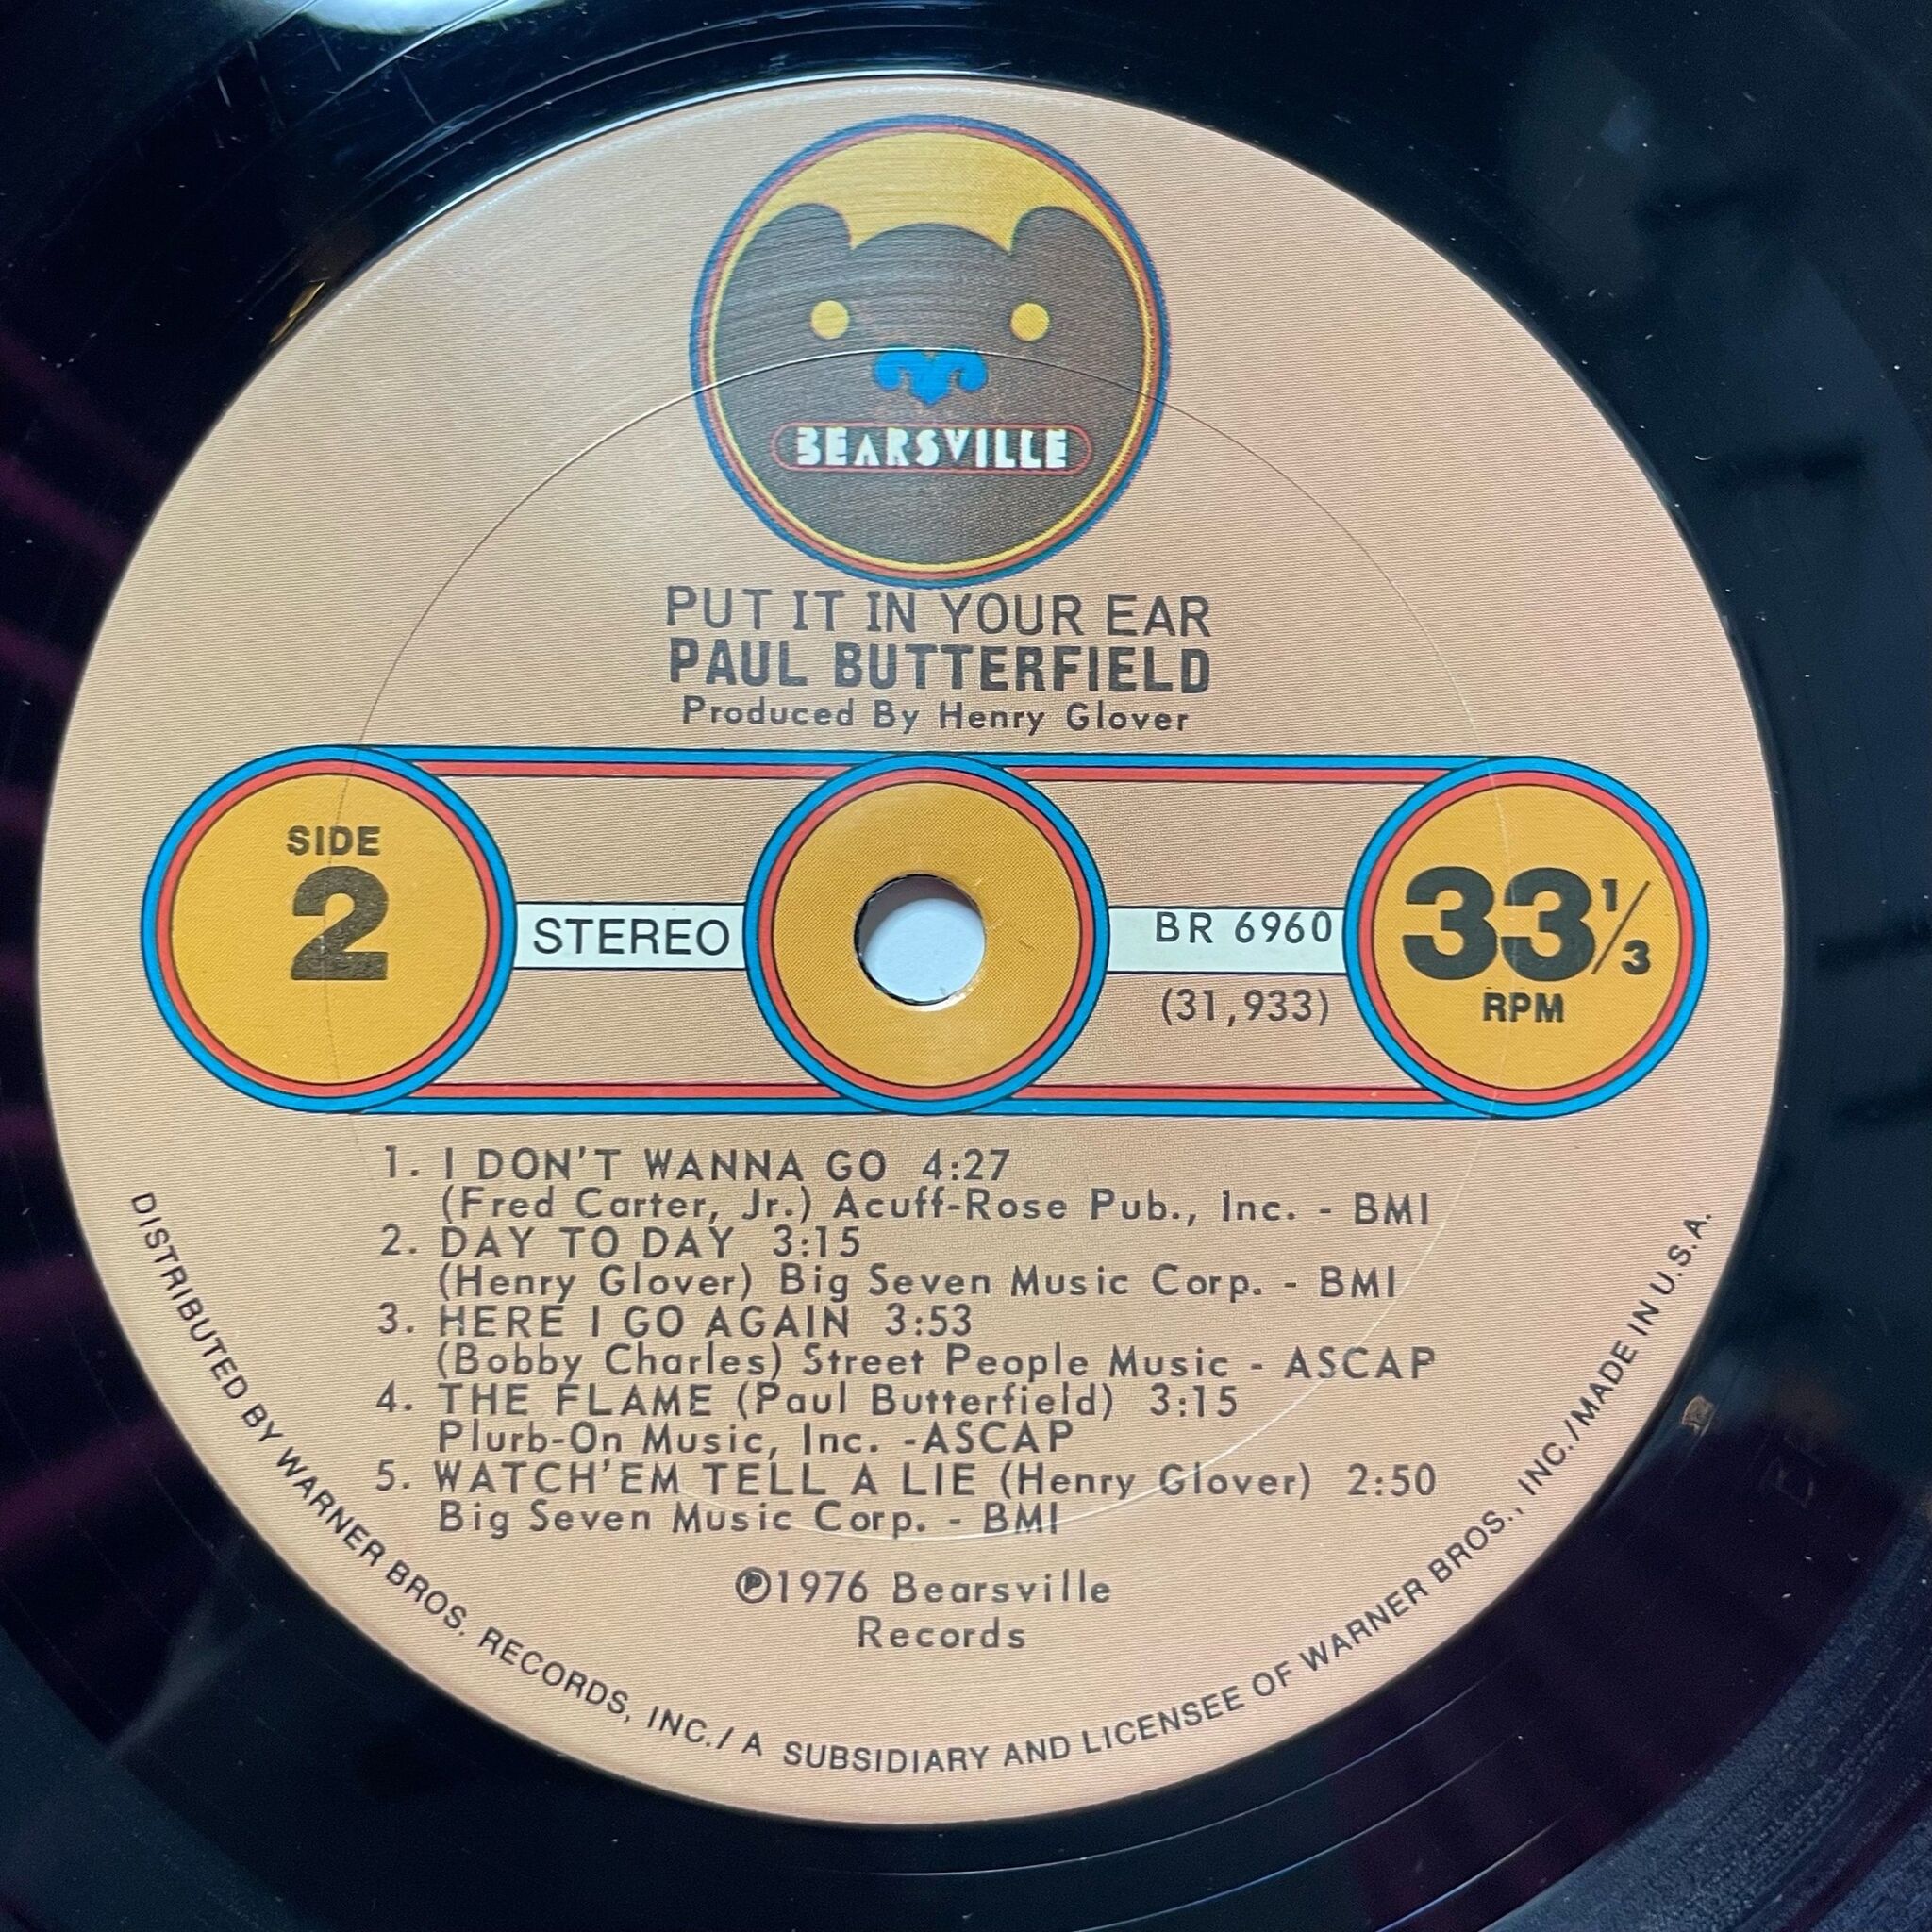 BEARSVILLE
PUT IT IN YOUR EAR
PAUL BUTTERFIELD
Produced By Henry Glover
SIDE
2
STEREO
BR 6960
(31,933)
33 1/3
RPM
1. I DON'T WANNA GO 4:27
(Fred Carter, Jr.) Acuff-Rose Pub., Inc. - BMI
2. DAY TO DAY 3:15
(Henry Glover) Big Seven Music Corp. - BMI
3. HERE I GO AGAIN 3:53
(Bobby Charles) Street People Music - ASCAP
4. THE FLAME (Paul Butterfield) 3:15
Plurb-On Music, Inc. -ASCAP
5. WATCH'EM TELL A LIE (Henry Glover) 2:50
Big Seven Music Corp. - BMI
℗1976 Bearsville
Records
DISTRIBUTED BY WARNER BROS. RECORDS, INC./ A SUBSIDIARY AND LICENSEE OF WARNER BROS., INC./MADE IN U.S.A.